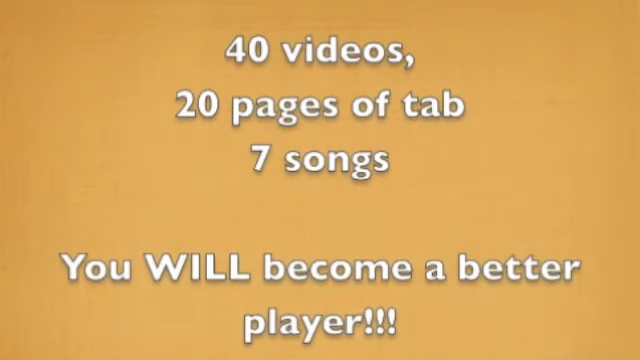 40 videos,
20 pages of tab
7 songs
You WILL become a better
player!!!